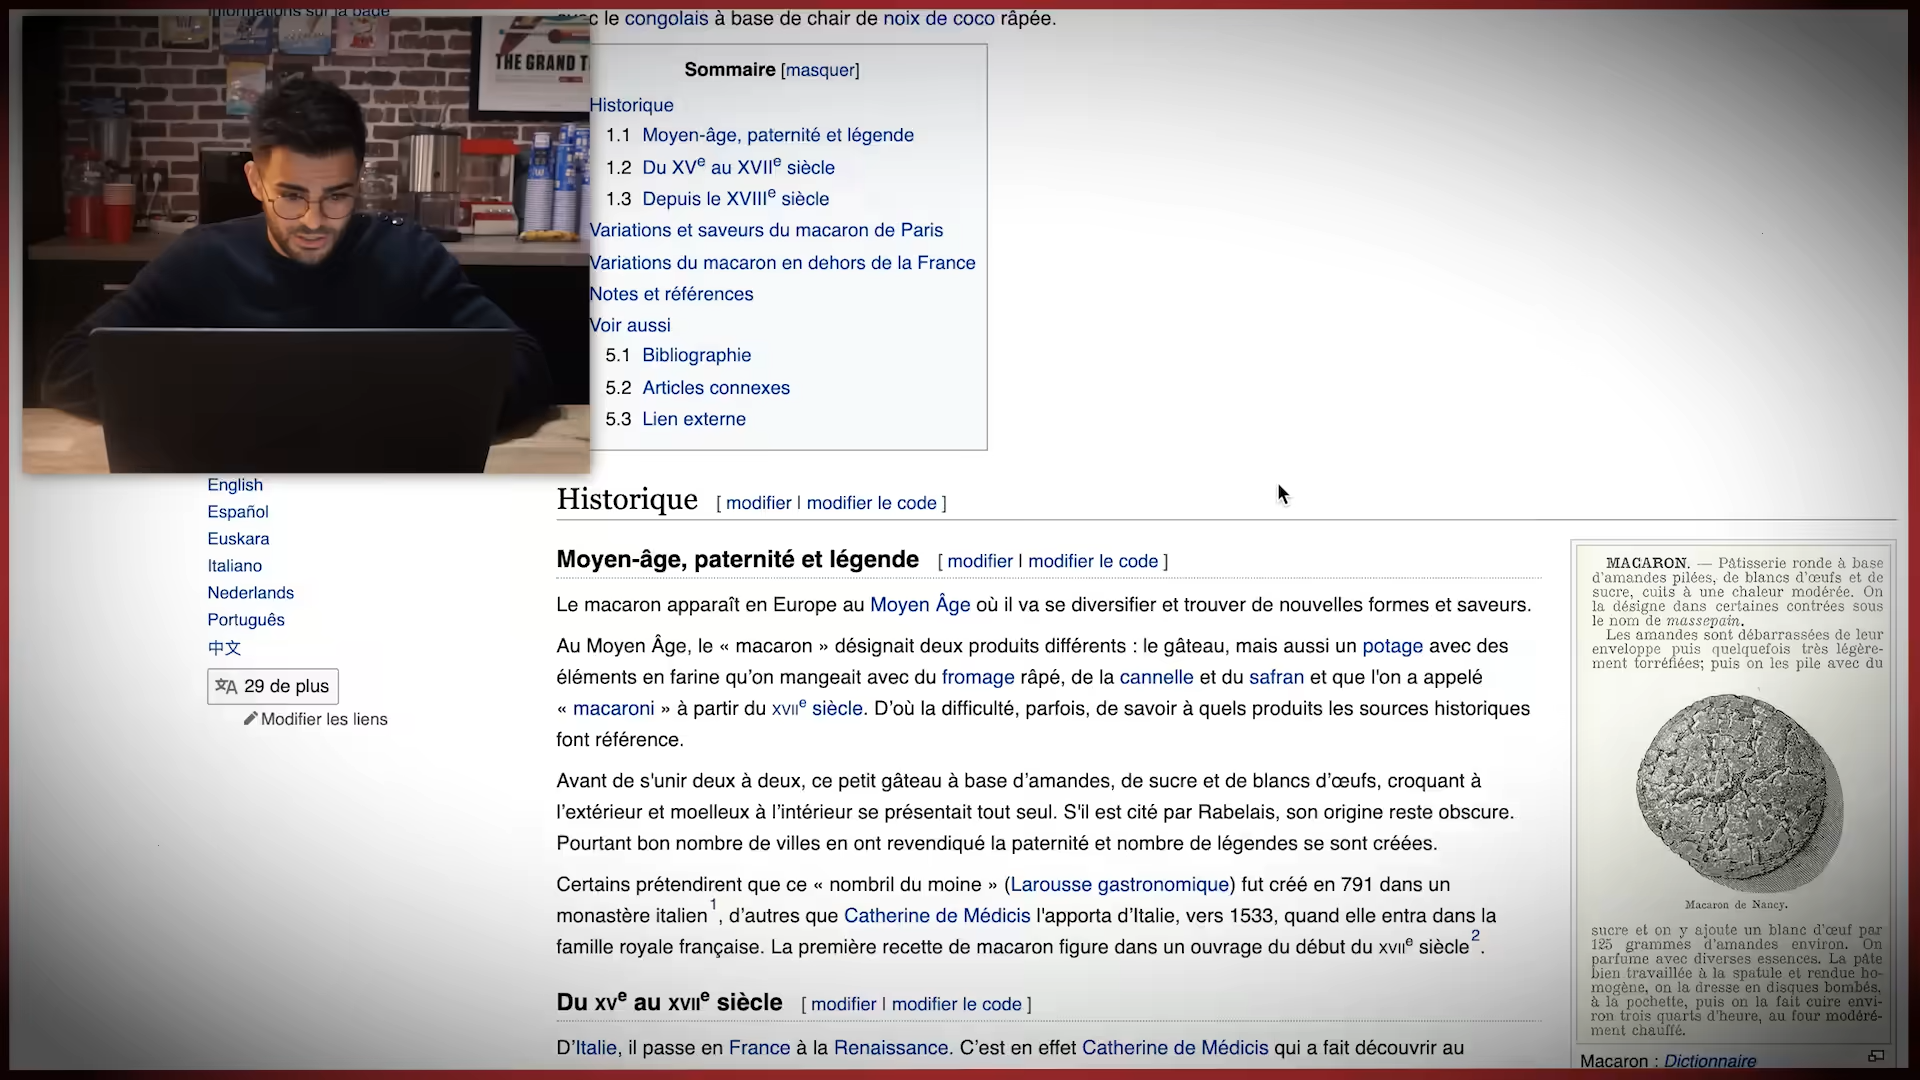 Informations sur la page
avec le congolais à base de chair de noix de coco râpée.
THE GRAND T
Sommaire [masquer]
Historique
1.1 Moyen-âge, paternité et légende
1.2 Du XVe au XVIIe siècle
1.3 Depuis le XVIIIe siècle
Variations et saveurs du macaron de Paris
Variations du macaron en dehors de la France
Notes et références
Voir aussi
5.1 Bibliographie
5.2 Articles connexes
5.3 Lien externe
English
Español
Euskara
Italiano
Nederlands
Português
中文
29 de plus
Modifier les liens
Historique [ modifier | modifier le code ]
Moyen-âge, paternité et légende [ modifier | modifier le code ]
Le macaron apparaît en Europe au Moyen Âge où il va se diversifier et trouver de nouvelles formes et saveurs.
Au Moyen Âge, le « macaron » désignait deux produits différents : le gâteau, mais aussi un potage avec des
éléments en farine qu’on mangeait avec du fromage râpé, de la cannelle et du safran et que l'on a appelé
« macaroni » à partir du XVIIe siècle. D’où la difficulté, parfois, de savoir à quels produits les sources historiques
font référence.
Avant de s'unir deux à deux, ce petit gâteau à base d’amandes, de sucre et de blancs d’œufs, croquant à
l’extérieur et moelleux à l’intérieur se présentait tout seul. S'il est cité par Rabelais, son origine reste obscure.
Pourtant bon nombre de villes en ont revendiqué la paternité et nombre de légendes se sont créées.
Certains prétendirent que ce « nombril du moine » (Larousse gastronomique) fut créé en 791 dans un
monastère italien1, d’autres que Catherine de Médicis l'apporta d’Italie, vers 1533, quand elle entra dans la
famille royale française. La première recette de macaron figure dans un ouvrage du début du XVIIe siècle2.
Du XVe au XVIIe siècle [ modifier | modifier le code ]
D’Italie, il passe en France à la Renaissance. C’est en effet Catherine de Médicis qui a fait découvrir au
MACARON. — Pâtisserie ronde à base
d'amandes pilées, de blancs d'œufs et de
sucre, cuits à une chaleur modérée. On
la désigne dans certaines contrées sous
le nom de massepain.
Les amandes sont débarrassées de leur
enveloppe puis quelquefois très légère-
ment torréfiées; puis on les pile avec du
Macaron de Nancy.
sucre et on y ajoute un blanc d'œuf par
125 grammes d'amandes environ. On
parfume avec diverses essences. La pâte
bien travaillée à la spatule et rendue ho-
mogène, on la dresse en disques bombés,
à la pochette, puis on la fait cuire envi-
ron trois quarts d'heure, au four modéré-
ment chauffé.
Macaron : Dictionnaire